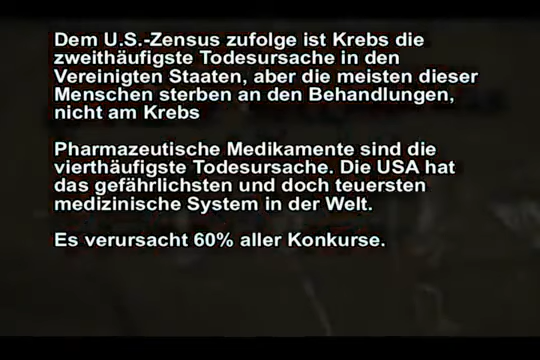 Dem U.S.-Zensus zufolge ist Krebs die
zweithäufigste Todesursache in den
Vereinigten Staaten, aber die meisten dieser
Menschen sterben an den Behandlungen,
nicht am Krebs
Pharmazeutische Medikamente sind die
vierthäufigste Todesursache. Die USA hat
das gefährlichsten und doch teuersten
medizinische System in der Welt.
Es verursacht 60% aller Konkurse.